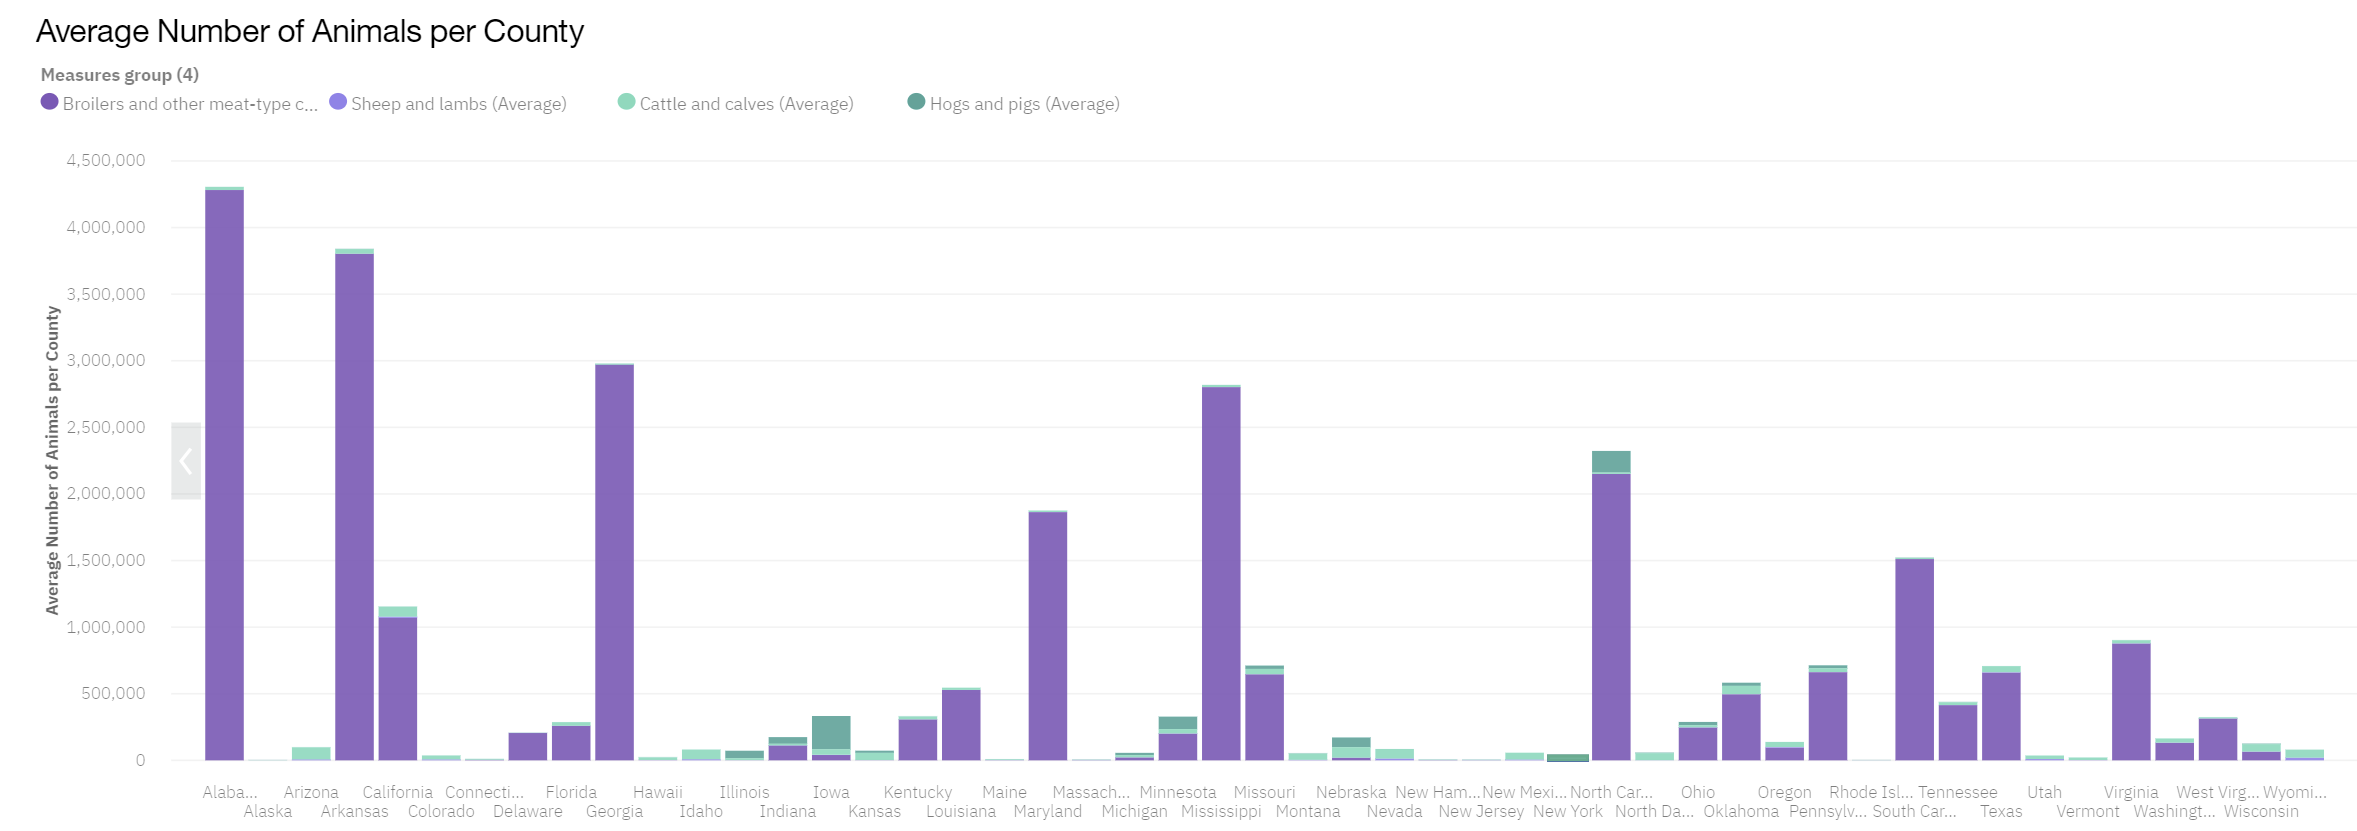 Average Number of Animals per County
Measures group (4)
Broilers and other meat-type c... Sheep and lambs (Average) Cattle and calves (Average) Hogs and pigs (Average)
Average Number of Animals per County
4,500,000
4,000,000
3,500,000
3,000,000
2,500,000
2,000,000
1,500,000
1,000,000
500,000
0
Alaba... Arizona California Connecti... Florida Hawaii Illinois Iowa Kentucky Maine Massach... Minnesota Missouri Nebraska New Ham... New Mexi... North Car... Ohio Oregon Rhode Isl... Tennessee Utah Virginia West Virg... Wyomi...
Alaska Arkansas Colorado Delaware Georgia Idaho Indiana Kansas Louisiana Maryland Michigan Mississippi Montana Nevada New Jersey New York North Da... Oklahoma Pennsylv... South Car... Texas Vermont Washingt... Wisconsin